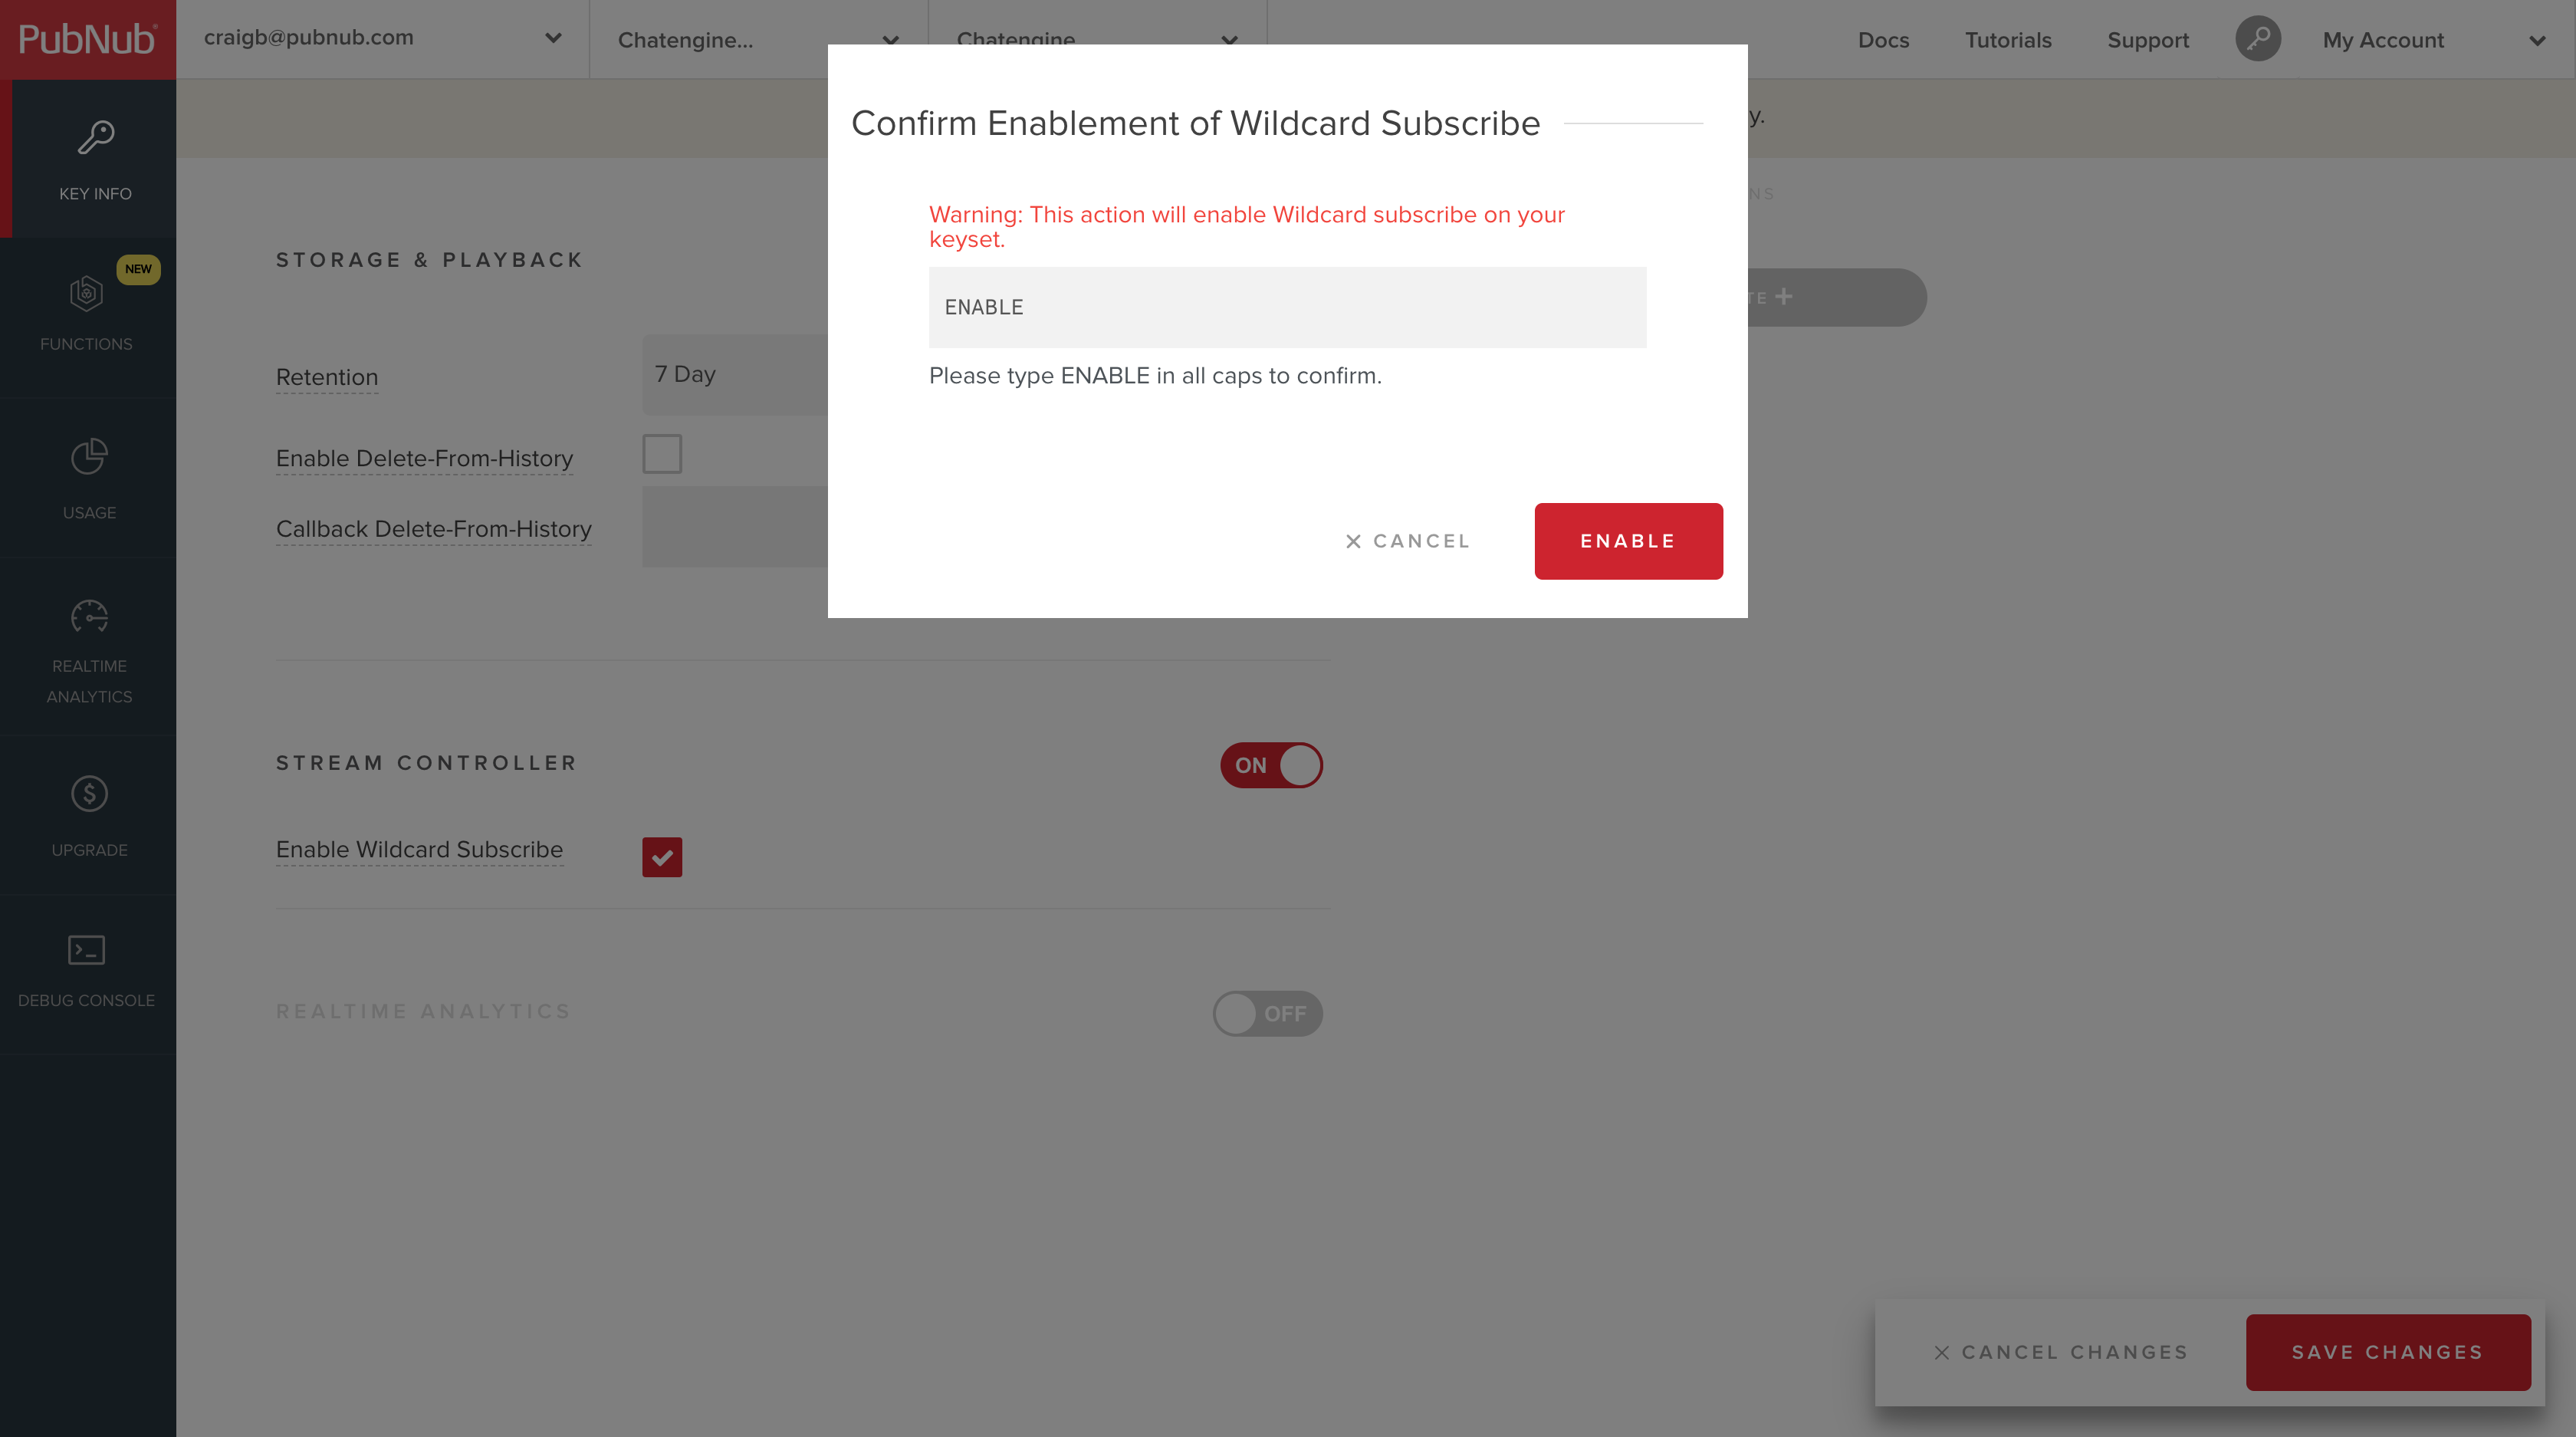 PubNub
craigb@pubnub.com
Chatengine...
Chatengine
Docs
Tutorials
Support
My Account
Confirm Enablement of Wildcard Subscribe
Warning: This action will enable Wildcard subscribe on your
keyset.
ENABLE
Please type ENABLE in all caps to confirm.
× CANCEL
ENABLE
KEY INFO
NEW
FUNCTIONS
USAGE
REALTIME
ANALYTICS
UPGRADE
DEBUG CONSOLE
STORAGE & PLAYBACK
Retention
7 Day
Enable Delete-From-History
Callback Delete-From-History
STREAM CONTROLLER
ON
Enable Wildcard Subscribe
REALTIME ANALYTICS
OFF
× CANCEL CHANGES
SAVE CHANGES